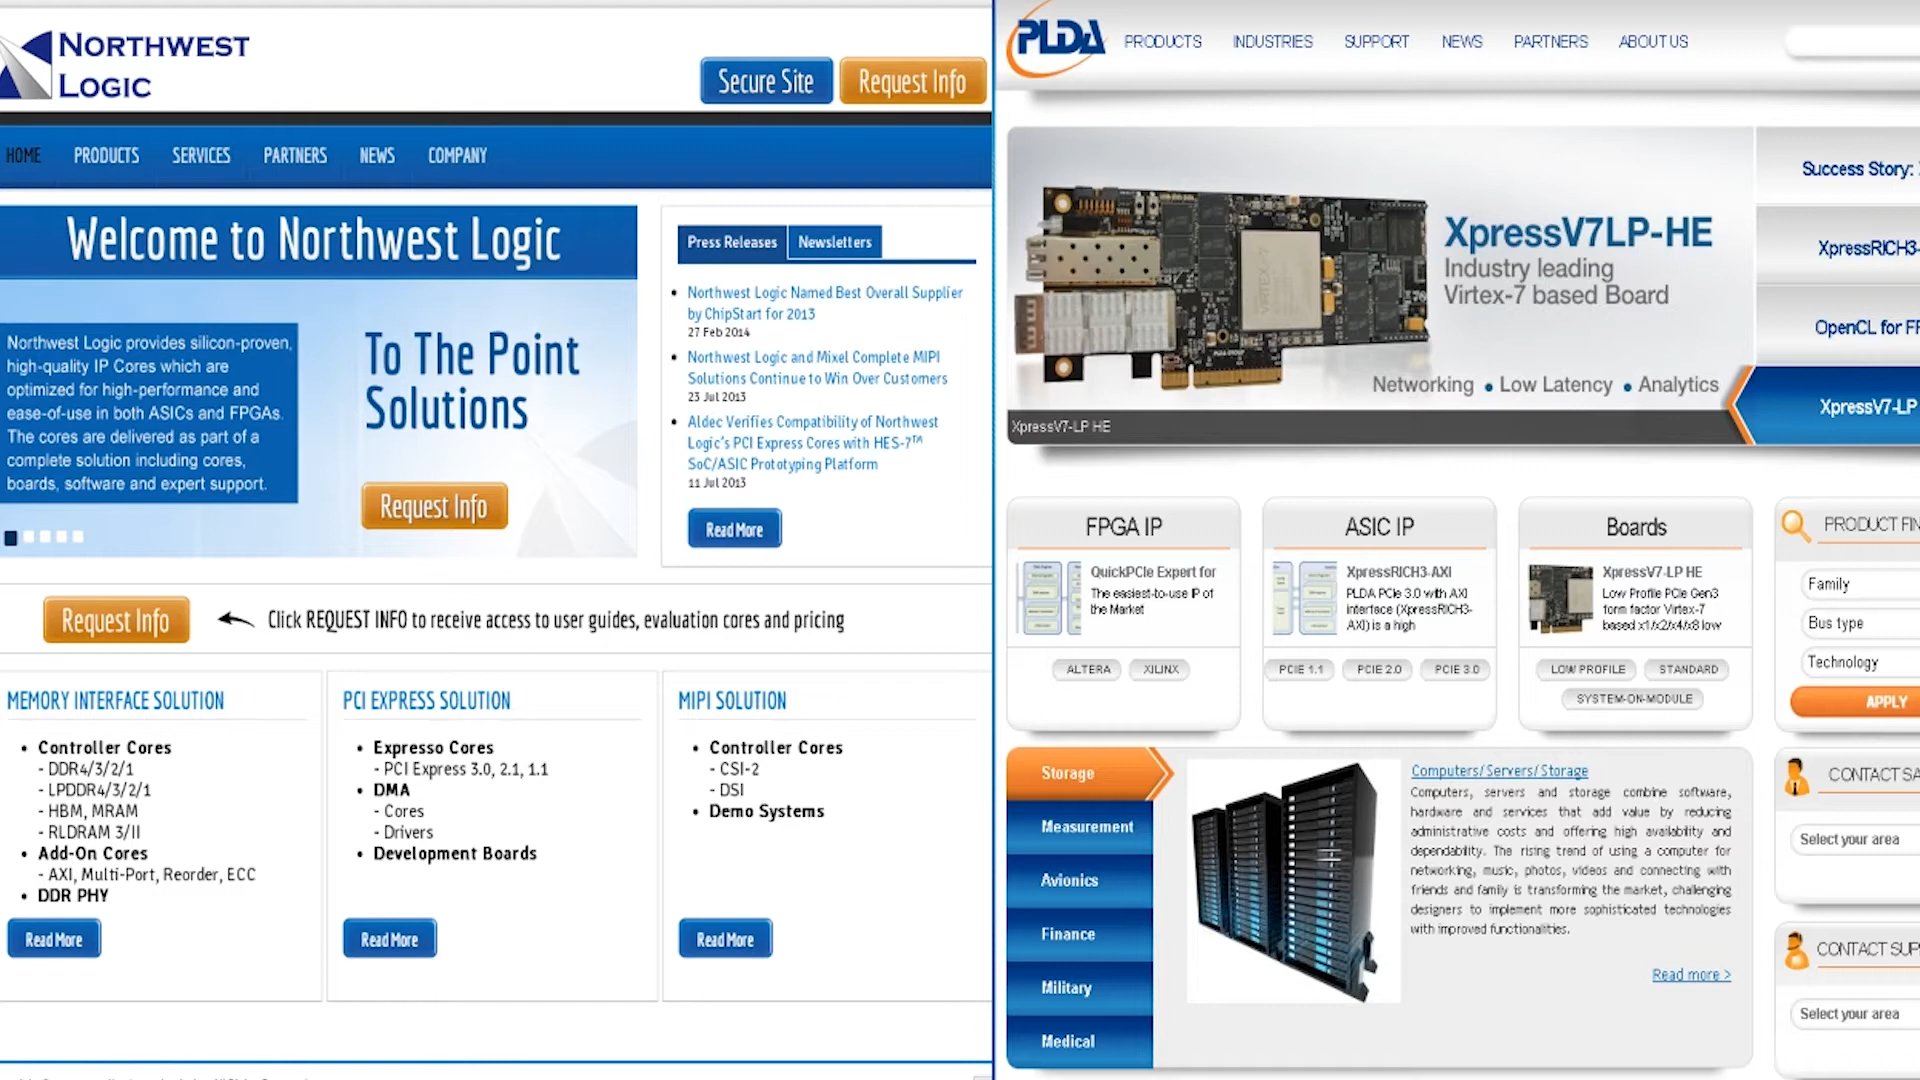 NORTHWEST
LOGIC
Secure Site
Request Info
HOME
PRODUCTS
SERVICES
PARTNERS
NEWS
COMPANY
Welcome to Northwest Logic
Northwest Logic provides silicon-proven,
high-quality IP Cores which are
optimized for high-performance and
ease-of-use in both ASICs and FPGAs.
The cores are delivered as part of a
complete solution including cores,
boards, software and expert support.
To The Point
Solutions
Request Info
Press Releases
Newsletters
Northwest Logic Named Best Overall Supplier
by ChipStart for 2013
27 Feb 2014
Northwest Logic and Mixel Complete MIPI
Solutions Continue to Win Over Customers
23 Jul 2013
Aldec Verifies Compatibility of Northwest
Logic's PCI Express Cores with HES-7™
SoC/ASIC Prototyping Platform
11 Jul 2013
Read More
Request Info
Click REQUEST INFO to receive access to user guides, evaluation cores and pricing
MEMORY INTERFACE SOLUTION
• Controller Cores
- DDR4/3/2/1
- LPDDR4/3/2/1
- HBM, MRAM
- RLDRAM 3/II
• Add-On Cores
- AXI, Multi-Port, Reorder, ECC
• DDR PHY
Read More
PCI EXPRESS SOLUTION
• Expresso Cores
- PCI Express 3.0, 2.1, 1.1
• DMA
- Cores
- Drivers
• Development Boards
Read More
MIPI SOLUTION
• Controller Cores
- CSI-2
- DSI
• Demo Systems
Read More
PLDA
PRODUCTS
INDUSTRIES
SUPPORT
NEWS
PARTNERS
ABOUT US
VIRTEX-7
XpressV7LP-HE
Industry leading
Virtex-7 based Board
Networking • Low Latency • Analytics
XpressV7-LP HE
Success Story:
XpressRICH3-
OpenCL for
XpressV7-LP
FPGA IP
QuickPCIe Expert for
The easiest-to-use IP of
the Market
ALTERA
XILINX
ASIC IP
XpressRICH3-AXI
PLDA PCIe 3.0 with AXI
interface (XpressRICH3-
AXI) is a high
PCIE 1.1
PCIE 2.0
PCIE 3.0
Boards
XpressV7-LP HE
Low Profile PCIe Gen3
form factor Virtex-7
based x1/x2/x4/x8 low
LOW PROFILE
STANDARD
SYSTEM-ON-MODULE
PRODUCT FIN
Family
Bus type
Technology
APPLY
Storage
Measurement
Avionics
Finance
Military
Medical
Computers/Servers/Storage
Computers, servers and storage combine software,
hardware and services that add value by reducing
administrative costs and offering high availability and
dependability. The rising trend of using a computer for
networking, music, photos, videos and connecting with
friends and family is transforming the market, challenging
designers to implement more sophisticated technologies
with improved functionalities.
Read more >
CONTACT SA
Select your area
CONTACT SUP
Select your area